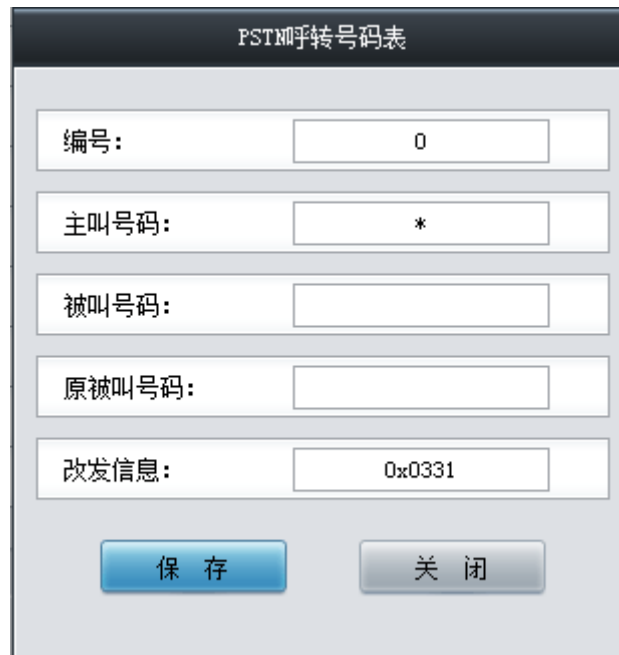 PSTN呼转号码表
编号: 0
主叫号码: *
被叫号码:
原被叫号码:
改发信息: 0x0331
保 存 关 闭